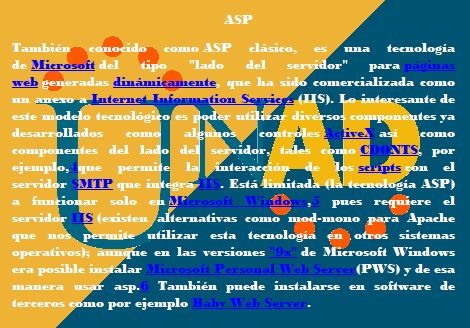 ASP
También conocido como ASP clásico, es una tecnología
de Microsoft del tipo "lado del servidor" para páginas
web generadas dinámicamente, que ha sido comercializada como
un anexo a Internet Information Services (IIS). Lo interesante de
este modelo tecnológico es poder utilizar diversos componentes ya
desarrollados como algunos controles ActiveX así como
componentes del lado del servidor, tales como CDONTS, por
ejemplo,4que permite la interacción de los scripts con el
servidor SMTP que integra IIS. Está limitada (la tecnología ASP)
a funcionar solo en Microsoft Windows,5 pues requiere el
servidor IIS (existen alternativas como mod-mono para Apache
que nos permite utilizar esta tecnología en otros sistemas
operativos); aunque en las versiones "9x" de Microsoft Windows
era posible instalar Microsoft Personal Web Server(PWS) y de esa
manera usar asp.6 También puede instalarse en software de
terceros como por ejemplo Baby Web Server.